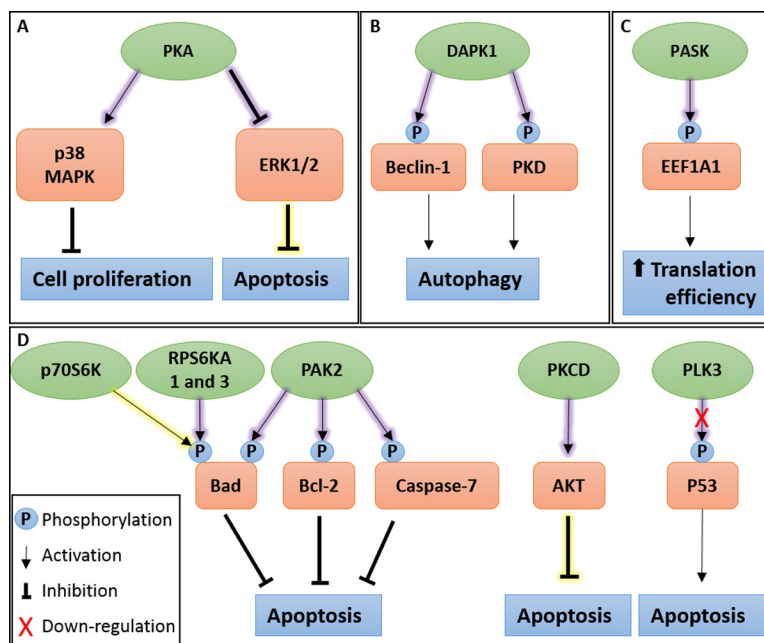 A
PKA
p38
MAPK
ERK1/2
Cell proliferation
Apoptosis
B
DAPK1
P
P
Beclin-1
PKD
Autophagy
C
PASK
P
EEF1A1
⬆ Translation
efficiency
D
p70S6K
RPS6KA
1 and 3
PAK2
PKCD
PLK3
P
P
P
P
P
Bad
Bcl-2
Caspase-7
AKT
P53
Apoptosis
Apoptosis
Apoptosis
P Phosphorylation
Activation
Inhibition
X Down-regulation